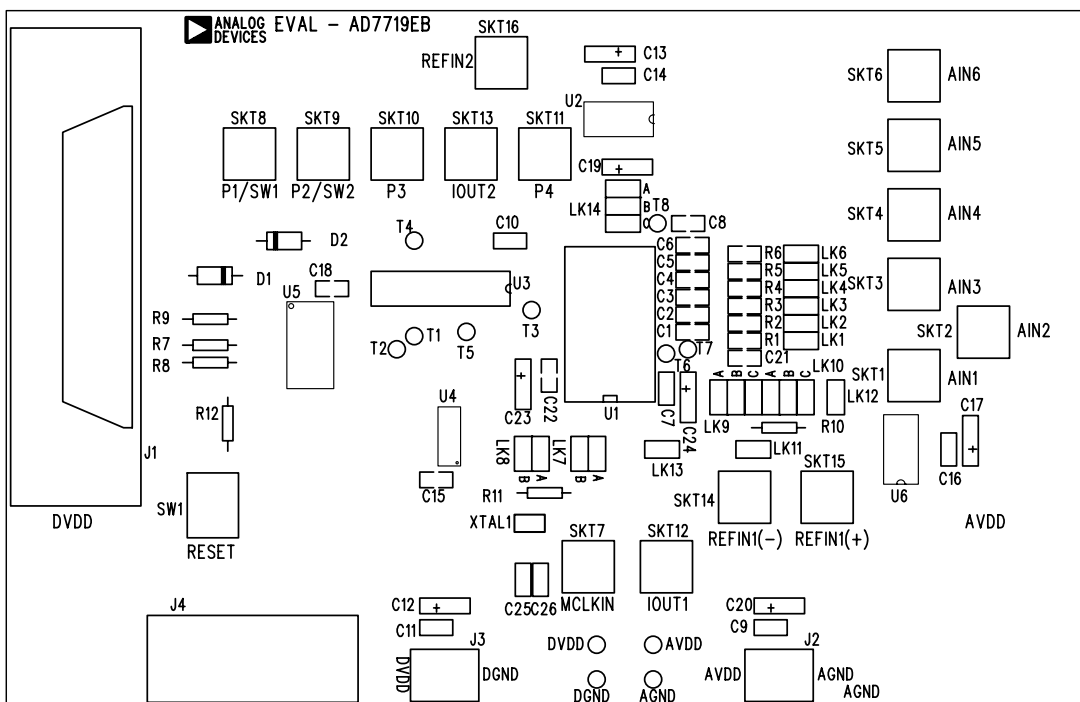 ANALOG DEVICES EVAL - AD7719EB
SKT16
REFIN2
C13
C14
U2
SKT6 AIN6
SKT8 SKT9 SKT10 SKT13 SKT11
P1/SW1 P2/SW2 P3 IOUT2 P4
C19
SKT5 AIN5
A
B
C
LK14
T8
C8
SKT4 AIN4
T4
C10
D2
D1
C18
U5
U3
C6
C5
C4
C3
C2
C1
R6
R5
R4
R3
R2
R1
C21
LK6
LK5
LK4
LK3
LK2
LK1
SKT3 AIN3
SKT2 AIN2
R9
R7
R8
T1
T2
T5
T3
T7
T6
SKT1 AIN1
A B C A B C
LK10
LK12
LK9
R10
R12
U4
C23
C22
U1
C7
C24
C17
C16
U6
J1
LK8
B A
LK7
B A
LK13
LK11
C15
R11
SW1
RESET
XTAL1
SKT14
SKT15
REFIN1(-) REFIN1(+)
DVDD
AVDD
SKT7
MCLKIN
SKT12
IOUT1
C25 C26
C12
C11
C20
C9
J4
J3
DVDD DGND
DVDD AVDD
DGND AGND
J2
AVDD AGND
AGND